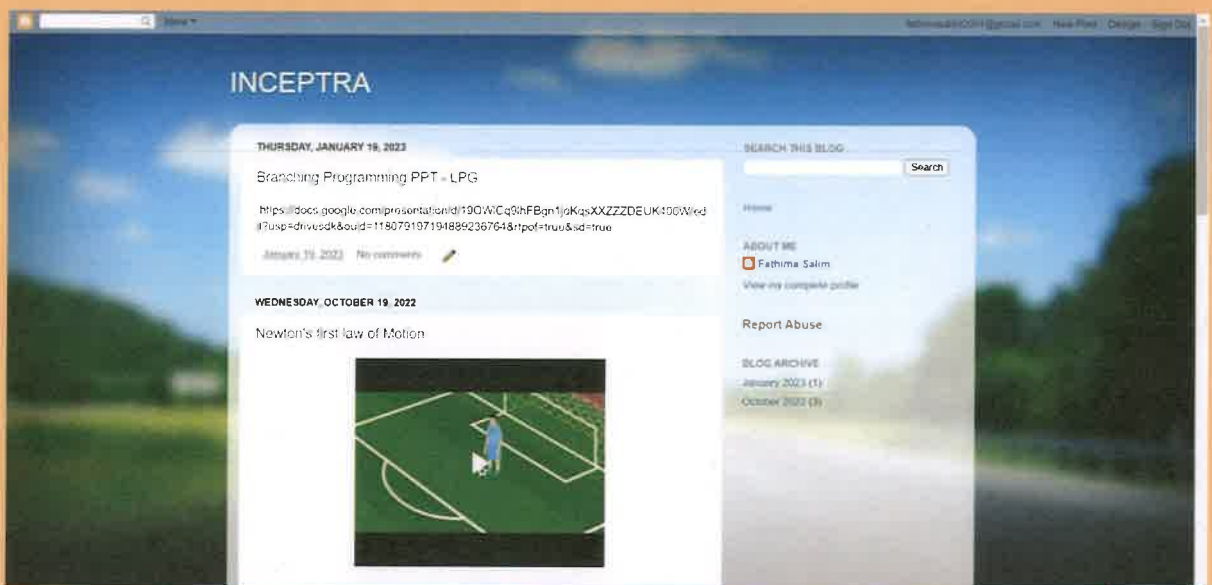 More
New Post Design Sign Out
INCEPTRA
THURSDAY, JANUARY 19, 2023
Branching Programming PPT - LPG
January 19, 2023 No comments
WEDNESDAY, OCTOBER 19, 2022
Newton's first law of Motion
SEARCH THIS BLOG
Search
Home
ABOUT ME
Fathima Salim
View my complete profile
Report Abuse
BLOG ARCHIVE
January 2023 (1)
October 2022 (3)